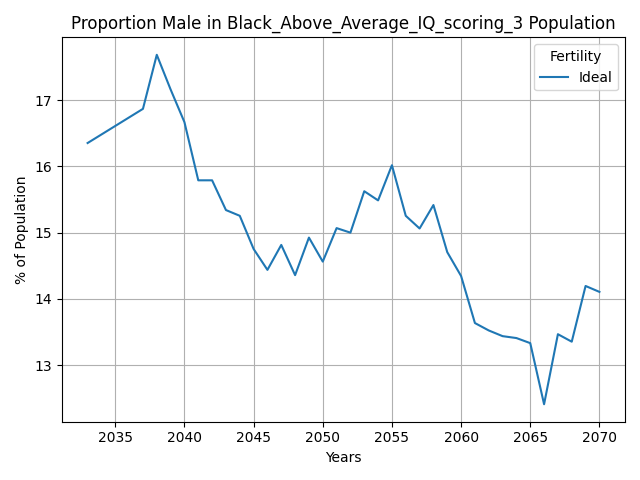 Proportion Male in Black_Above_Average_IQ_scoring_3 Population
Fertility
Ideal
% of Population
17
16
15
14
13
2035 2040 2045 2050 2055 2060 2065 2070
Years